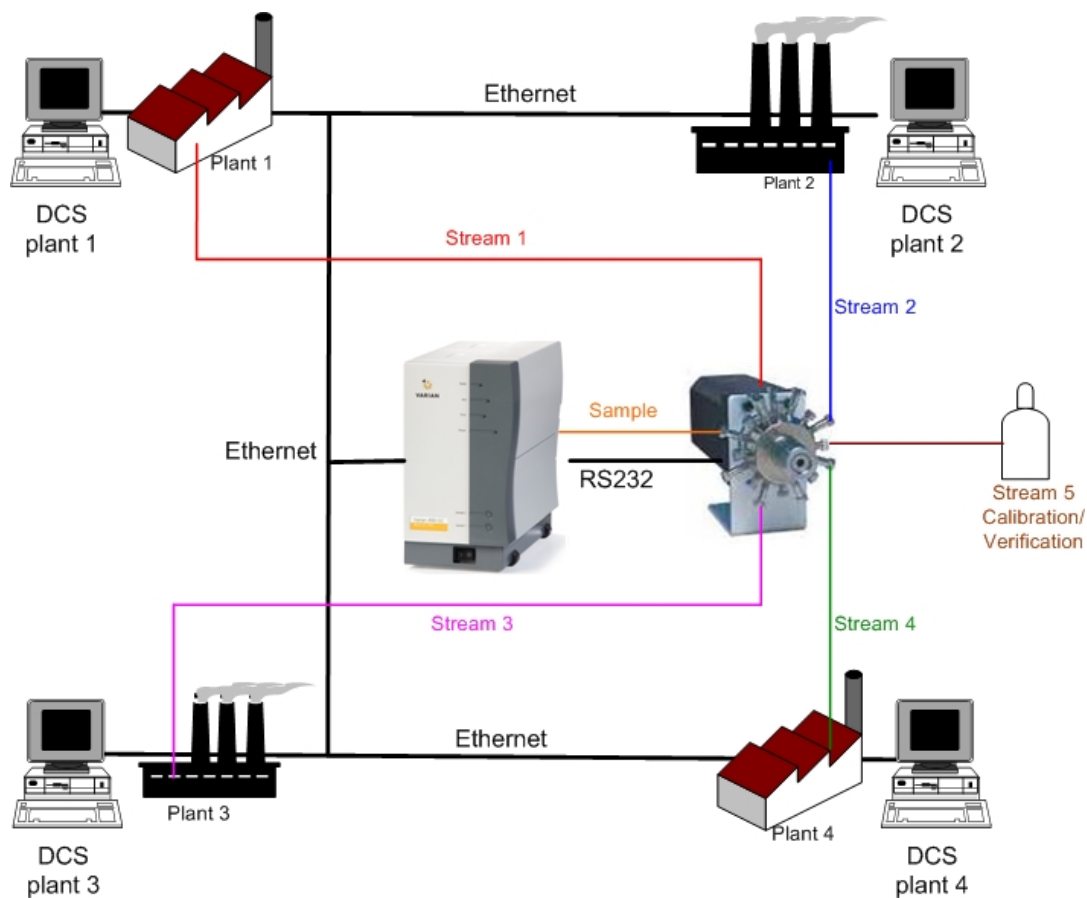 Ethernet
Plant 1
Plant 2
DCS
plant 1
DCS
plant 2
Stream 1
Stream 2
VARIAN
Sample
Ethernet
RS232
Stream 5
Calibration/
Verification
Stream 3
Stream 4
Ethernet
Plant 3
Plant 4
DCS
plant 3
DCS
plant 4